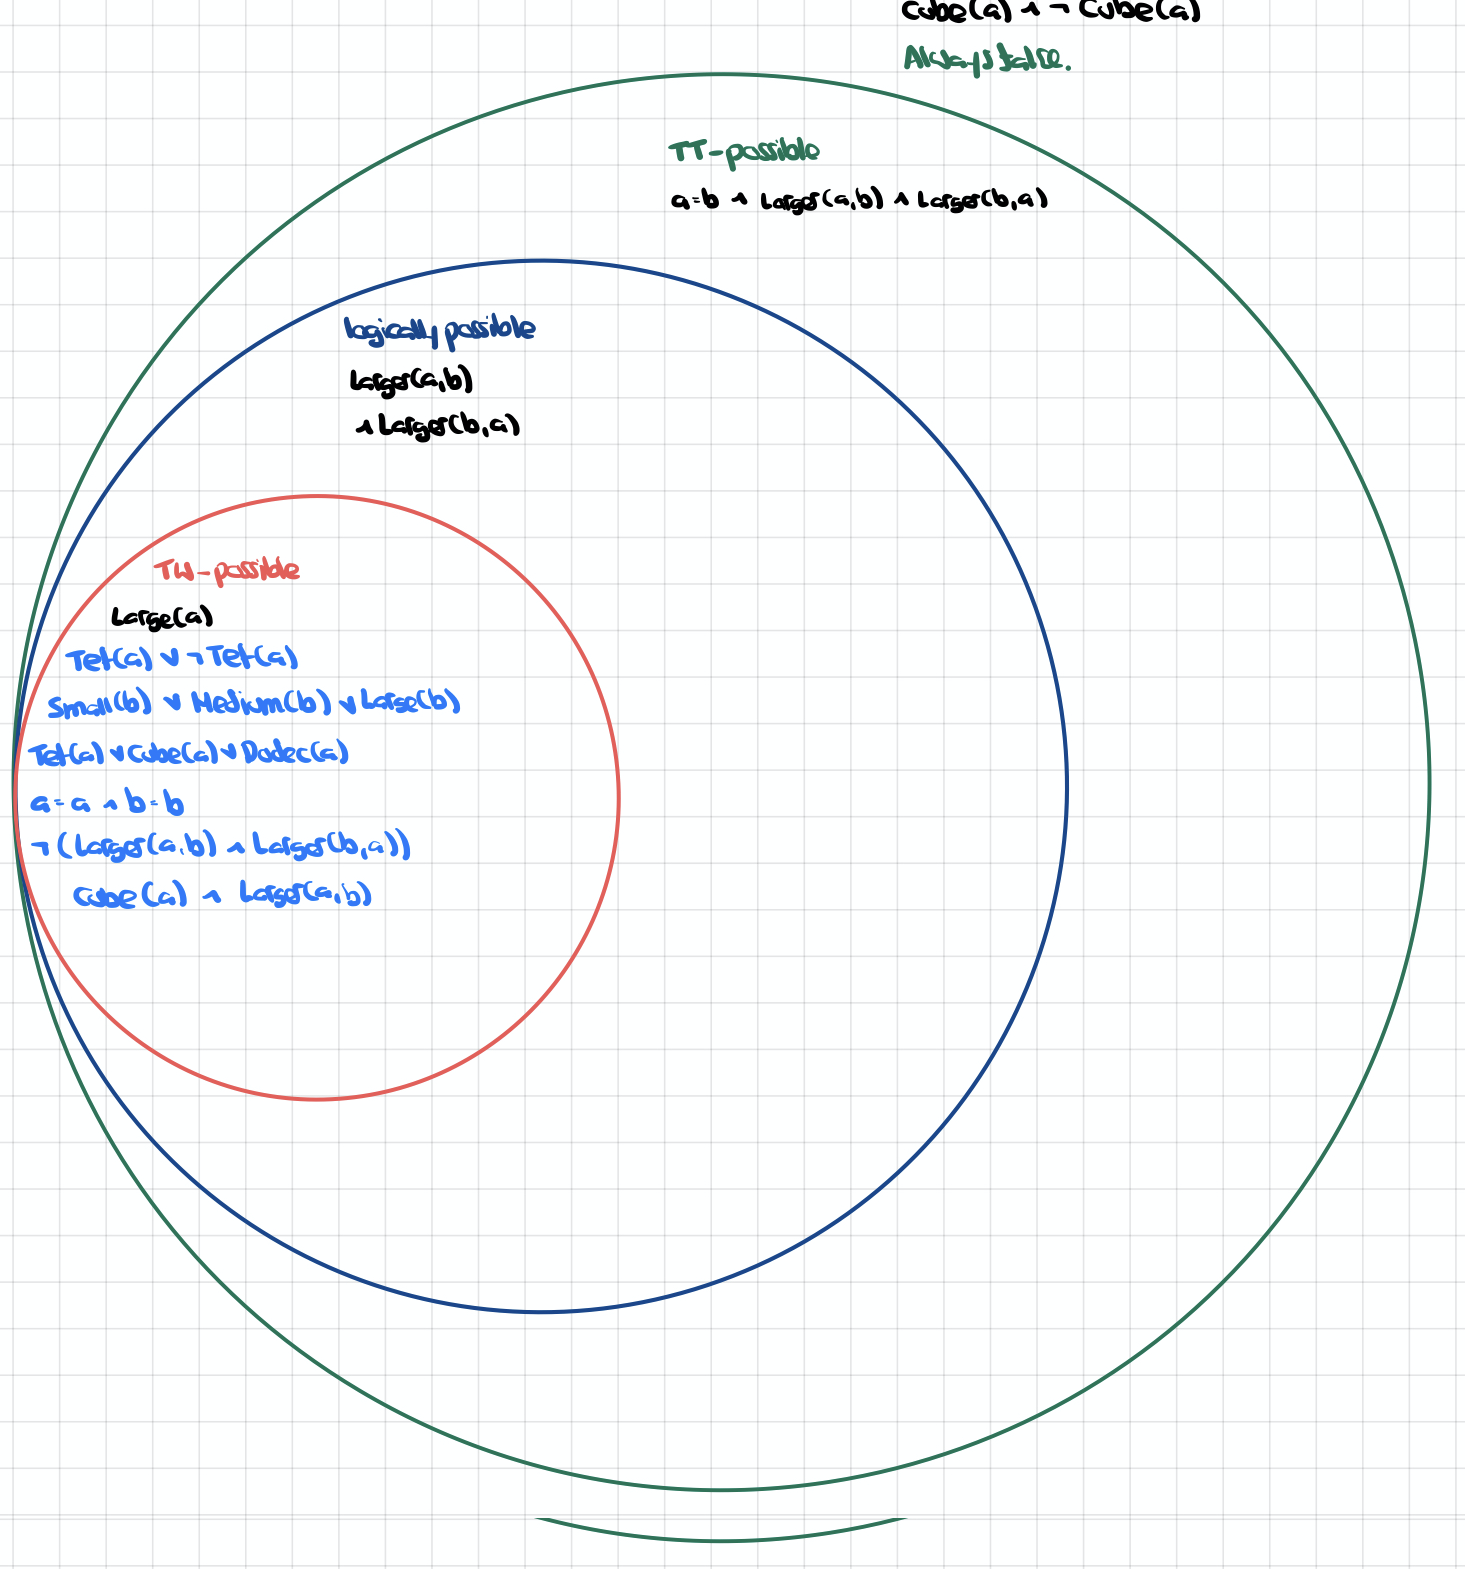 Cube(a) ∧ ¬ Cube(a)
Always false.
TT-possible
a=b ∧ Larger(a,b) ∧ Larger(b,a)
logically possible
Larger(a,b)
∧ Larger(b,a)
TW-possible
Large(a)
Tet(a) ∨ ¬Tet(a)
Small(b) ∨ Medium(b) ∨ Large(b)
Tet(a) ∨ Cube(a) ∨ Dodec(a)
a=a ∧ b=b
¬(Larger(a,b) ∧ Larger(b,a))
Cube(a) ∧ Larger(a,b)